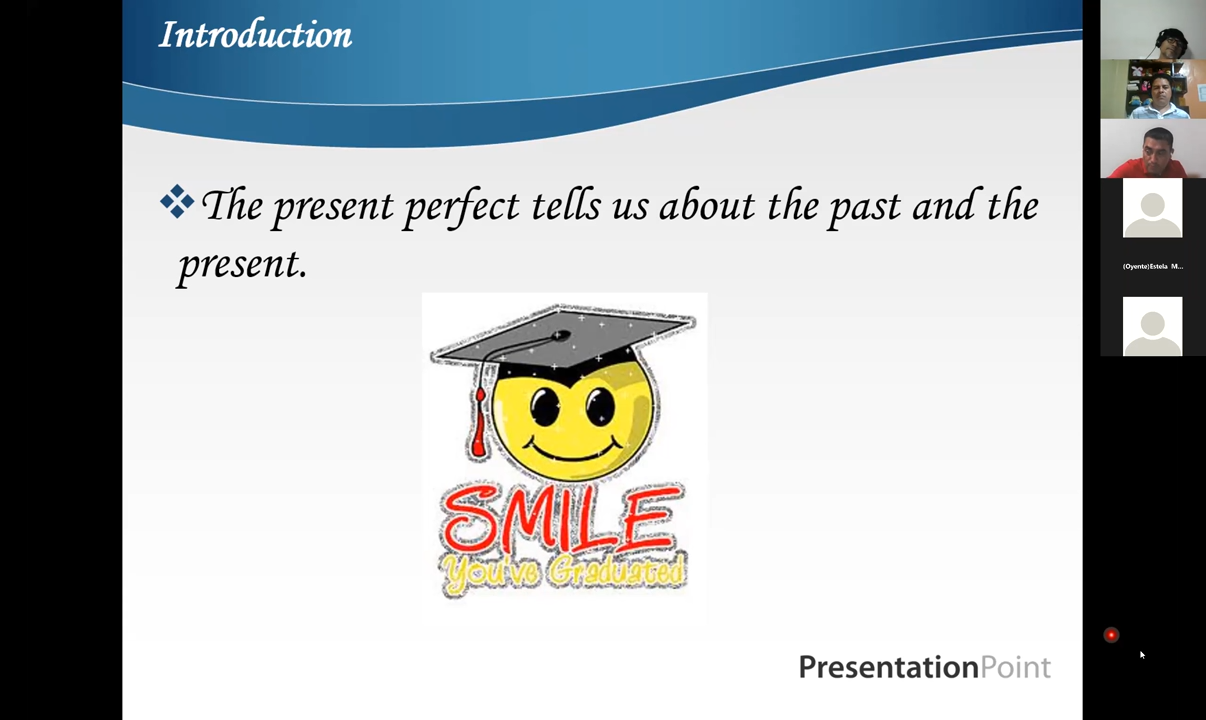 Introduction
The present perfect tells us about the past and the
present.
SMILE
You've Graduated
PresentationPoint
(Oyente)Estela M...